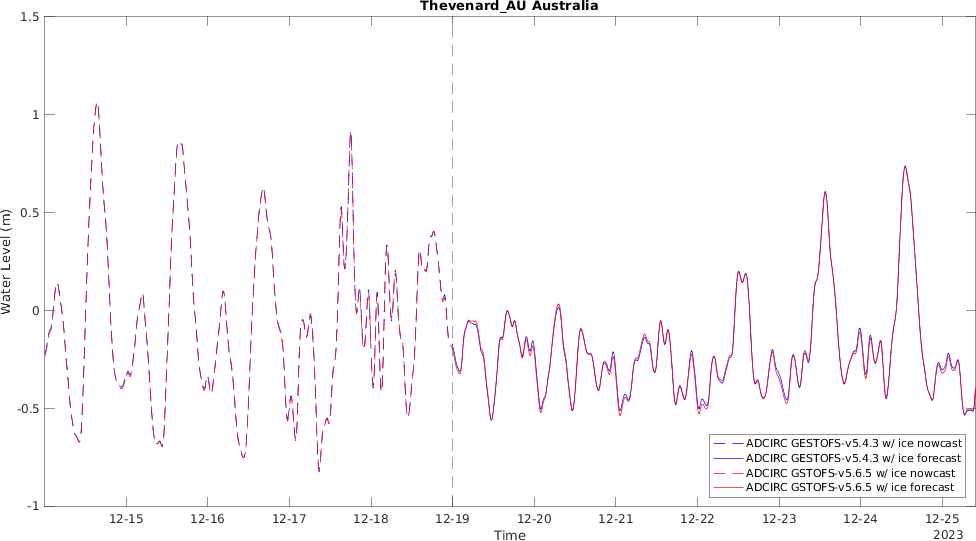 Thevenard_AU Australia
1.5
1
0.5
0
-0.5
-1
Water Level (m)
12-15 12-16 12-17 12-18 12-19 12-20 12-21 12-22 12-23 12-24 12-25
Time
2023
ADCIRC GESTOFS-v5.4.3 w/ ice nowcast
ADCIRC GESTOFS-v5.4.3 w/ ice forecast
ADCIRC GSTOFS-v5.6.5 w/ ice nowcast
ADCIRC GSTOFS-v5.6.5 w/ ice forecast